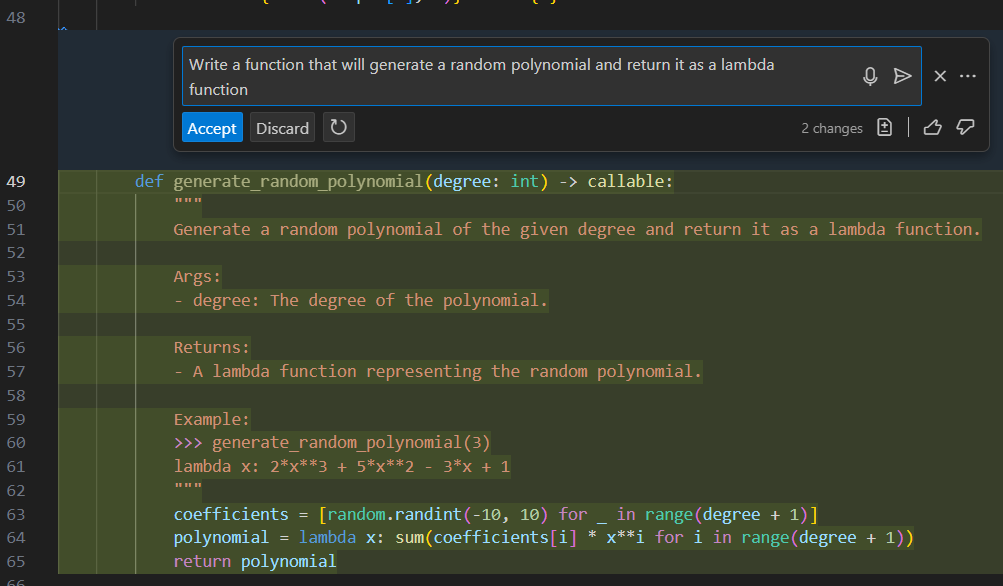 48
Write a function that will generate a random polynomial and return it as a lambda
function
Accept Discard 2 changes
49 def generate_random_polynomial(degree: int) -> callable:
50 """
51 Generate a random polynomial of the given degree and return it as a lambda function.
52
53 Args:
54 - degree: The degree of the polynomial.
55
56 Returns:
57 - A lambda function representing the random polynomial.
58
59 Example:
60 >>> generate_random_polynomial(3)
61 lambda x: 2*x**3 + 5*x**2 - 3*x + 1
62 """
63 coefficients = [random.randint(-10, 10) for _ in range(degree + 1)]
64 polynomial = lambda x: sum(coefficients[i] * x**i for i in range(degree + 1))
65 return polynomial
66